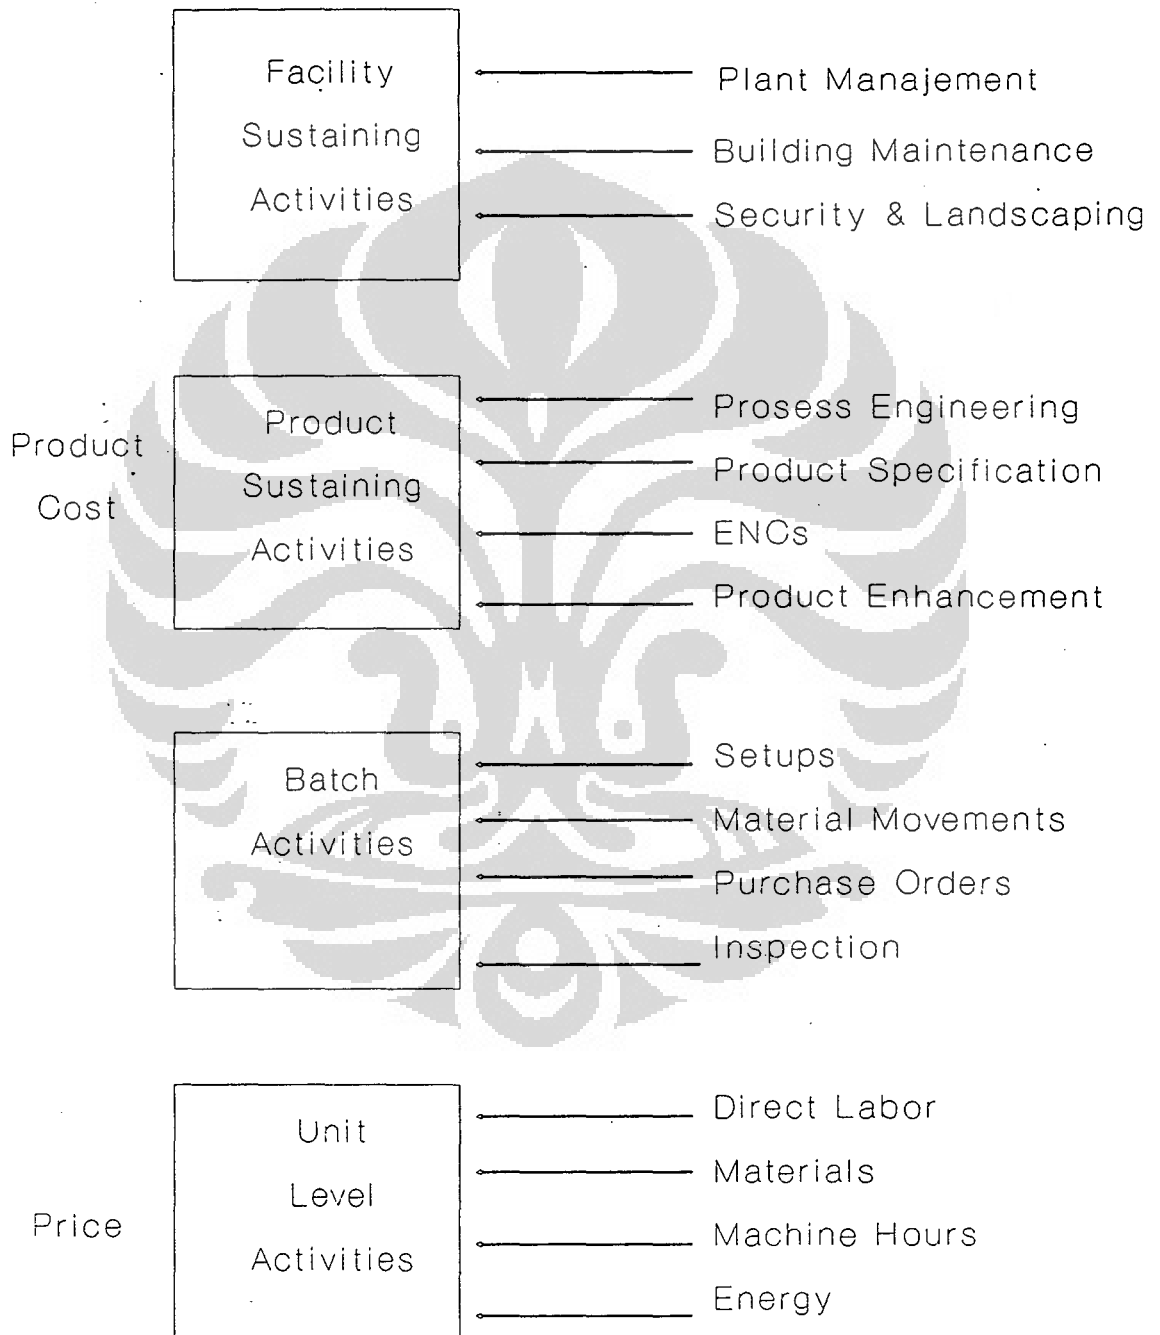 Facility
Sustaining
Activities
Plant Manajement
Building Maintenance
Security & Landscaping
Product
Cost
Product
Sustaining
Activities
Prosess Engineering
Product Specification
ENCs
Product Enhancement
Batch
Activities
Setups
Material Movements
Purchase Orders
Inspection
Price
Unit
Level
Activities
Direct Labor
Materials
Machine Hours
Energy